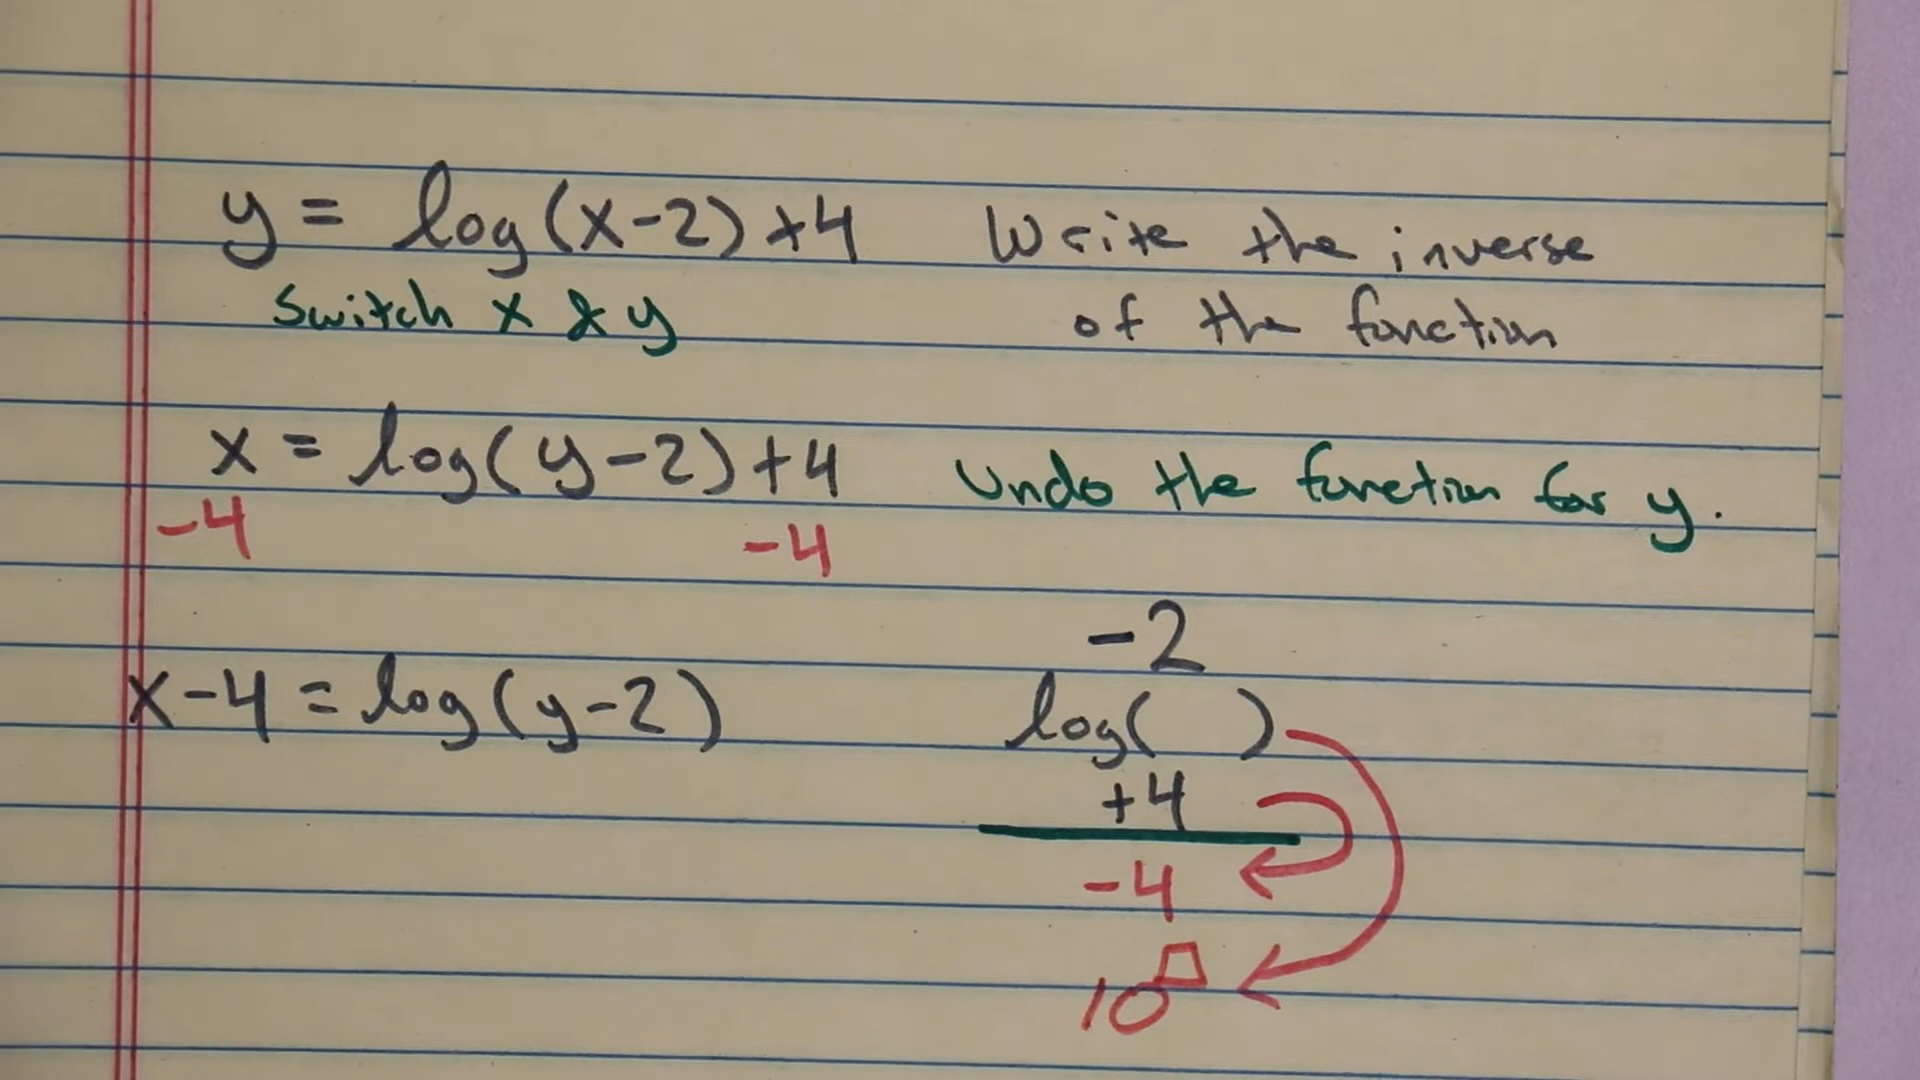 y = log(x-2)+4 Write the inverse
Switch x & y of the function
x = log(y-2)+4 Undo the function for y.
-4 -4
-2
x-4 = log(y-2) log( )
+4
-4
10^□